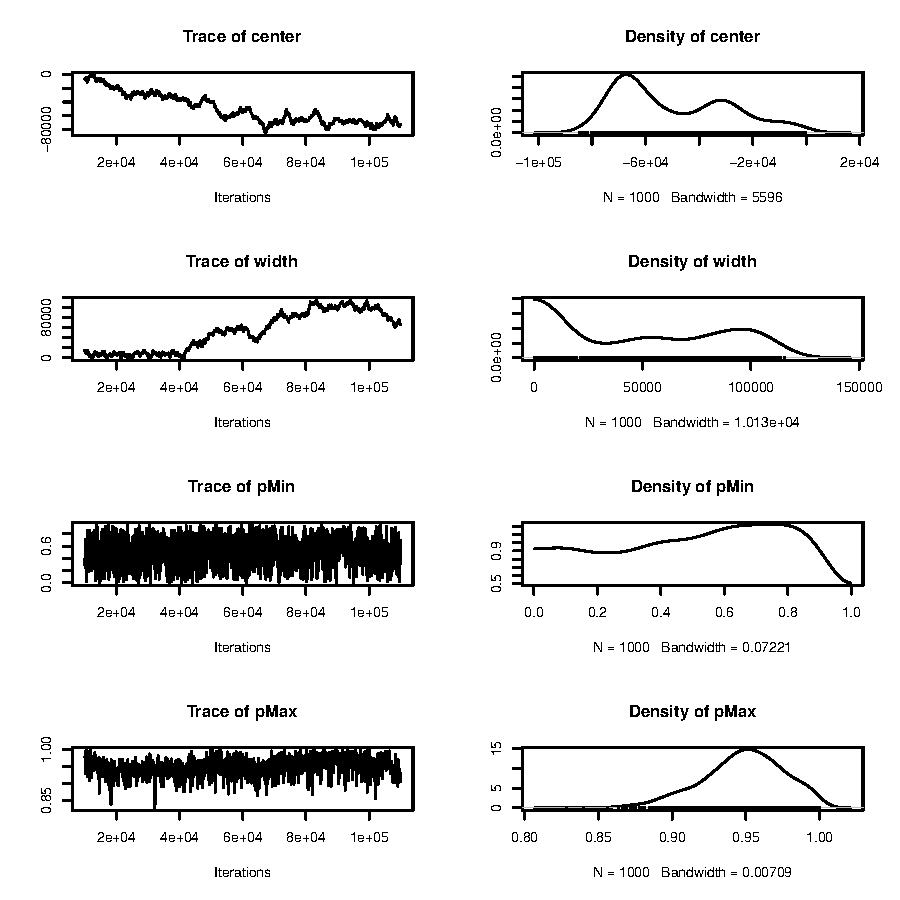 Trace of center
Density of center
−80000 0
0.0e+00
2e+04 4e+04 6e+04 8e+04 1e+05
−1e+05 −6e+04 −2e+04 2e+04
Iterations
N = 1000 Bandwidth = 5596
Trace of width
Density of width
0 80000
0.0e+00
2e+04 4e+04 6e+04 8e+04 1e+05
0 50000 100000 150000
Iterations
N = 1000 Bandwidth = 1.013e+04
Trace of pMin
Density of pMin
0.0 0.6
0.5 0.9
2e+04 4e+04 6e+04 8e+04 1e+05
0.0 0.2 0.4 0.6 0.8 1.0
Iterations
N = 1000 Bandwidth = 0.07221
Trace of pMax
Density of pMax
0.85 1.00
0 5 15
2e+04 4e+04 6e+04 8e+04 1e+05
0.80 0.85 0.90 0.95 1.00
Iterations
N = 1000 Bandwidth = 0.00709